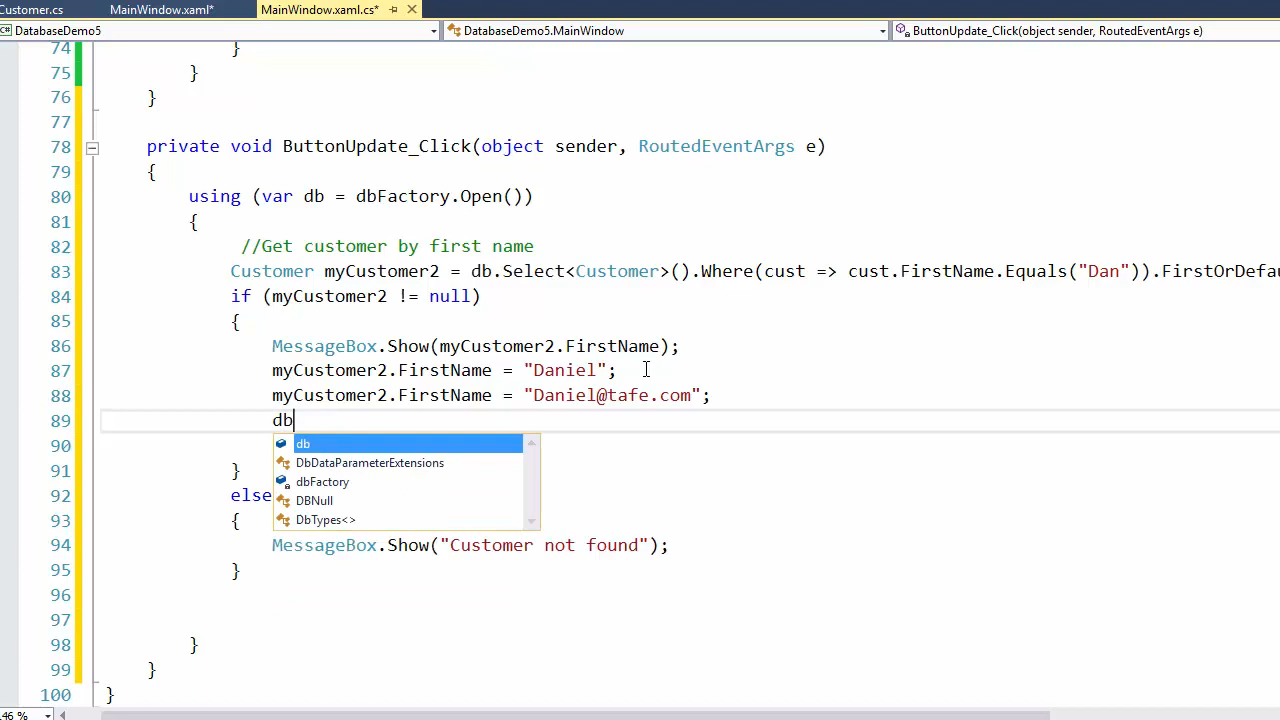 Customer.cs MainWindow.xaml* MainWindow.xaml.cs*
C# DatabaseDemo5 DatabaseDemo5.MainWindow ButtonUpdate_Click(object sender, RoutedEventArgs e)
74 }
75 }
76 }
77
78 private void ButtonUpdate_Click(object sender, RoutedEventArgs e)
79 {
80 using (var db = dbFactory.Open())
81 {
82 //Get customer by first name
83 Customer myCustomer2 = db.Select<Customer>().Where(cust => cust.FirstName.Equals("Dan")).FirstOrDefa
84 if (myCustomer2 != null)
85 {
86 MessageBox.Show(myCustomer2.FirstName);
87 myCustomer2.FirstName = "Daniel";
88 myCustomer2.FirstName = "Daniel@tafe.com";
89 db
90 db
DbDataParameterExtensions
91 } dbFactory
92 else DBNull
93 { DbTypes<>
94 MessageBox.Show("Customer not found");
95 }
96
97
98 }
99 }
100 }
46 %